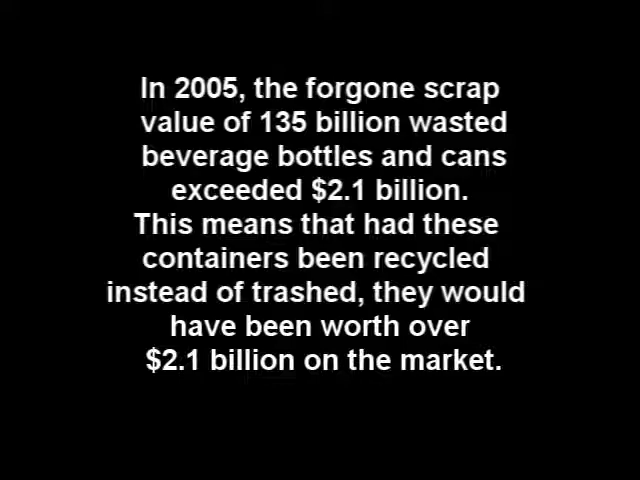 In 2005, the forgone scrap
value of 135 billion wasted
beverage bottles and cans
exceeded $2.1 billion.
This means that had these
containers been recycled
instead of trashed, they would
have been worth over
$2.1 billion on the market.